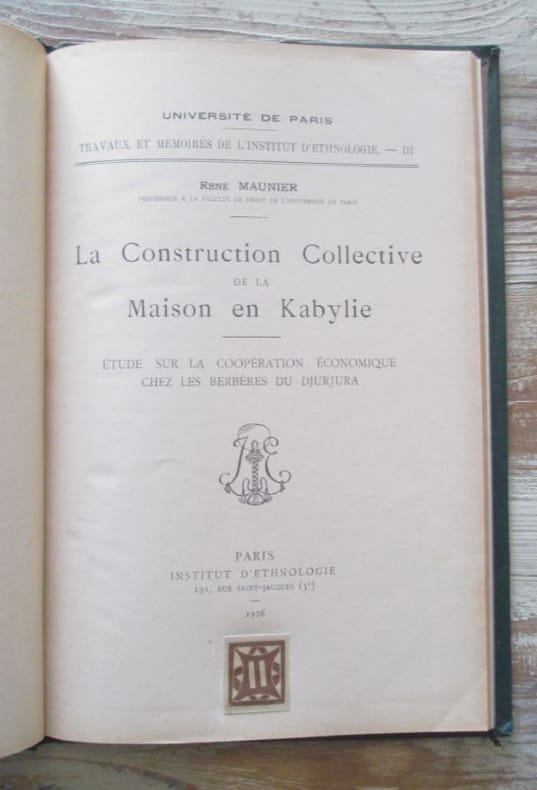 UNIVERSITÉ DE PARIS
TRAVAUX ET MÉMOIRES DE L'INSTITUT D'ETHNOLOGIE. — III
RENÉ MAUNIER
PROFESSEUR A LA FACULTÉ DE DROIT DE L'UNIVERSITÉ DE PARIS
La Construction Collective
DE LA
Maison en Kabylie
ÉTUDE SUR LA COOPÉRATION ÉCONOMIQUE
CHEZ LES BERBÈRES DU DJURJURA
PARIS
INSTITUT D'ETHNOLOGIE
191, RUE SAINT-JACQUES (5ᵉ)
1926